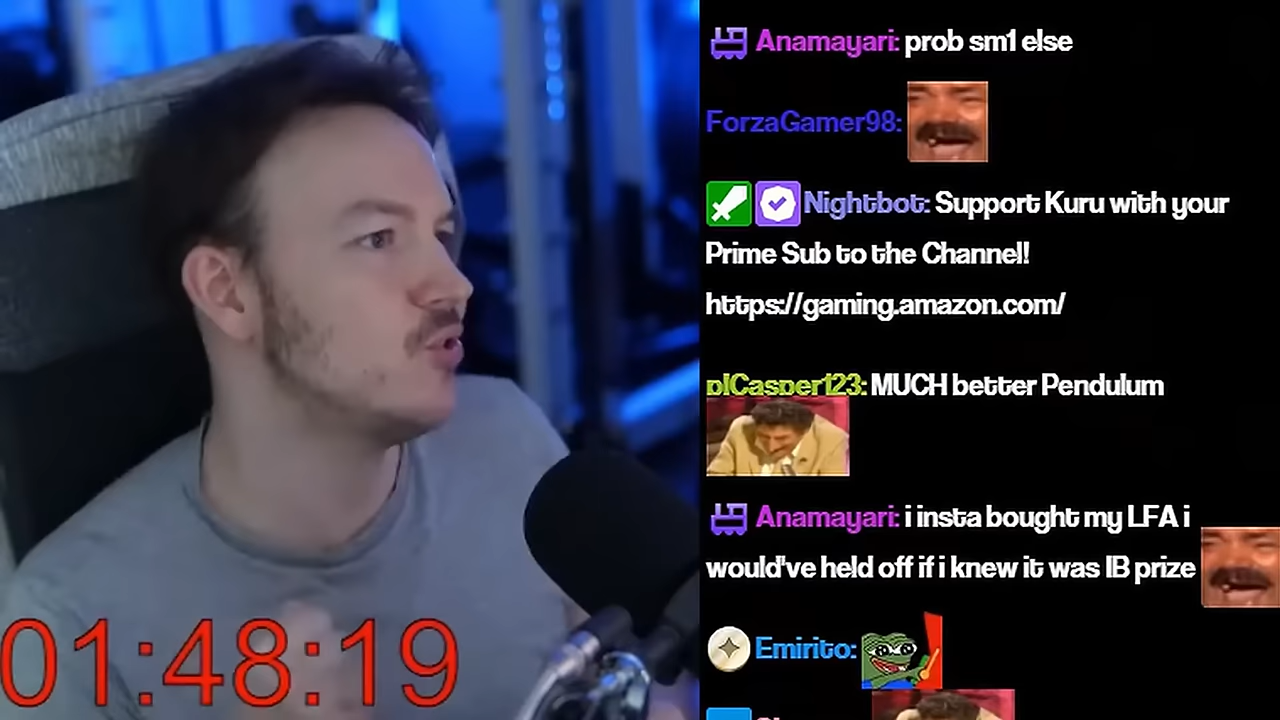 Anamayari: prob sm1 else
ForzaGamer98:
Nightbot: Support Kuru with your
Prime Sub to the Channel!
https://gaming.amazon.com/
plCasper123: MUCH better Pendulum
Anamayari: i insta bought my LFA i
would've held off if i knew it was IB prize
Emirito:
01:48:19